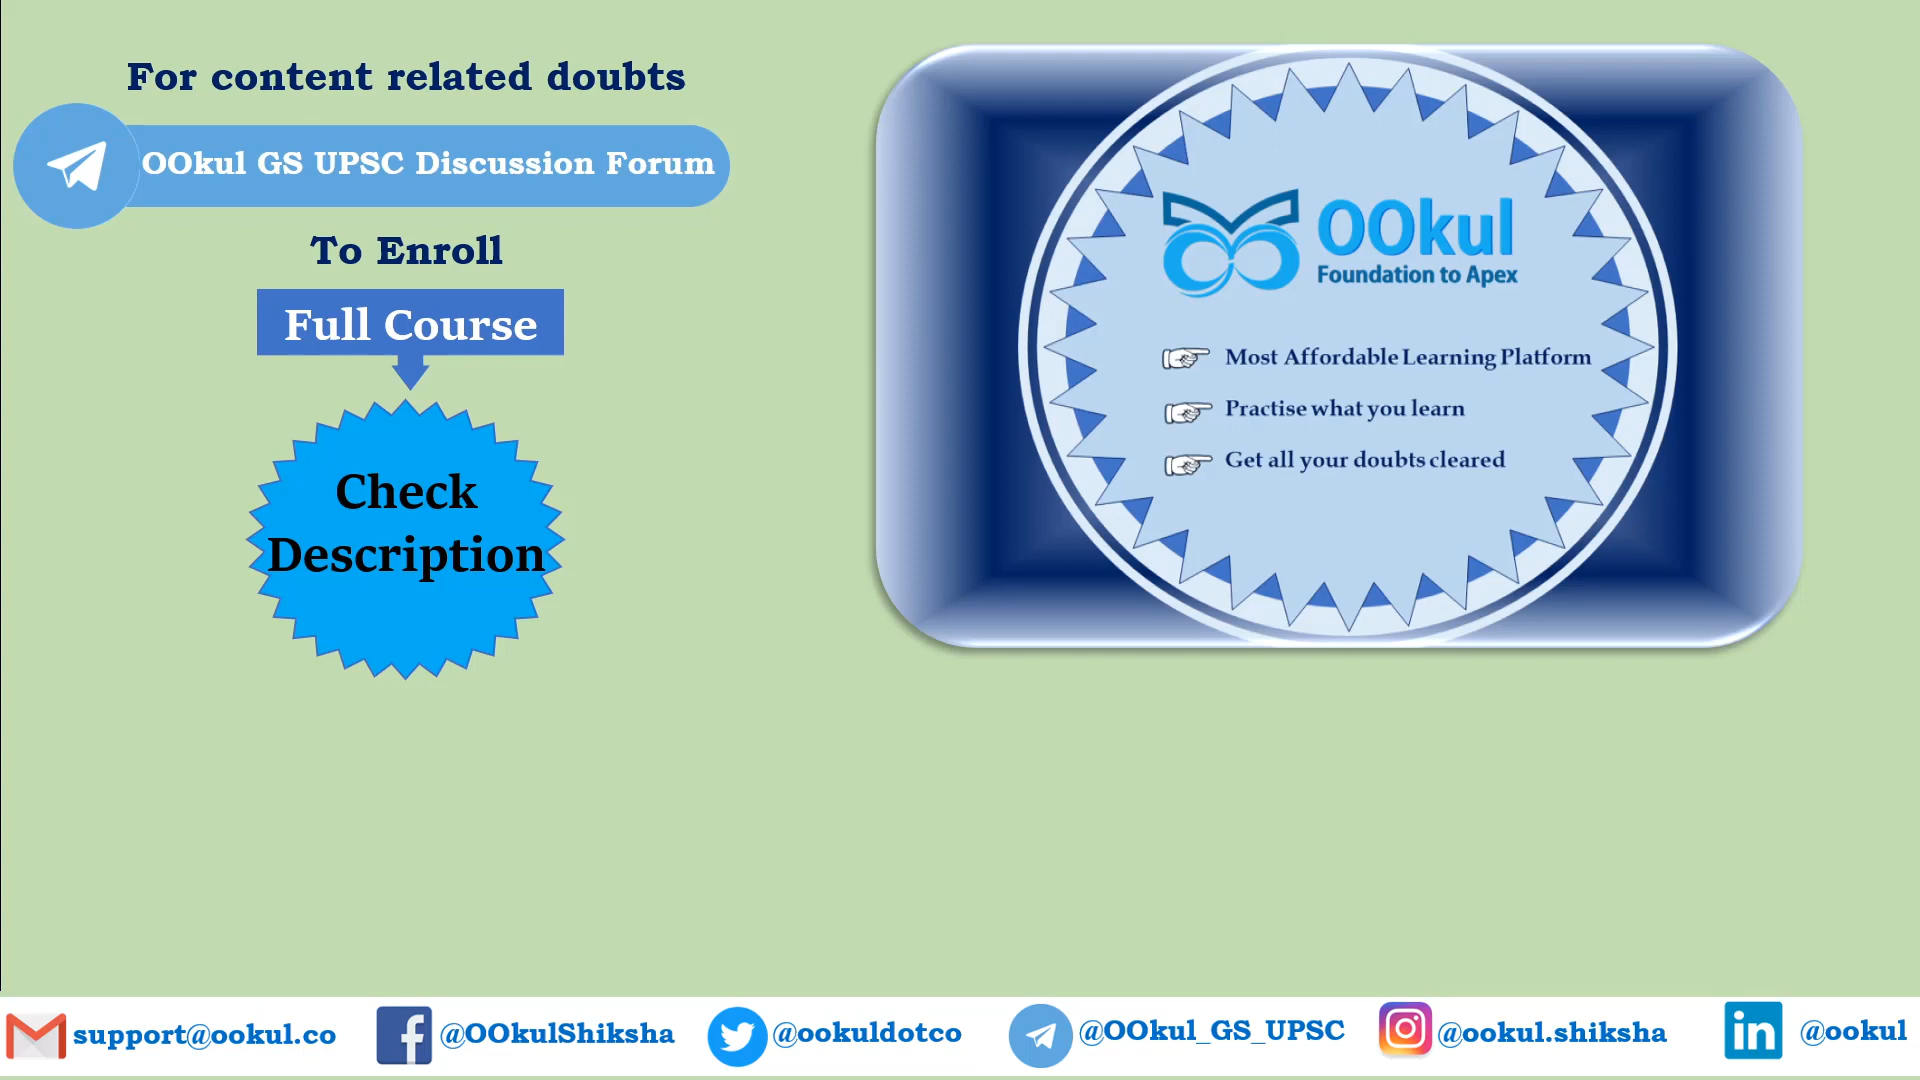 For content related doubts
OOkul GS UPSC Discussion Forum
To Enroll
Full Course
Check
Description
OOkul
Foundation to Apex
Most Affordable Learning Platform
Practise what you learn
Get all your doubts cleared
support@ookul.co
@OOkulShiksha
@ookuldotco
@OOkul_GS_UPSC
@ookul.shiksha
@ookul